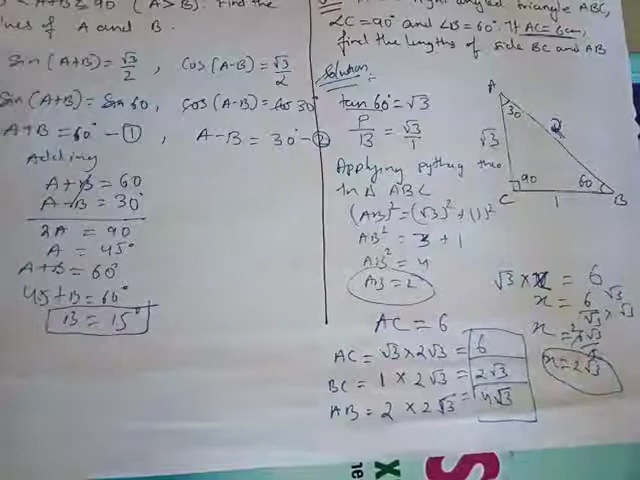 A+B ≤ 90 (A>B). Find the
of A and B.
Sin (A+B) = √3/2 , Cos (A-B) = √3/2
Sin (A+B) = Sin 60 , Cos (A-B) = Cos 30°
A+B = 60° - ① , A-B = 30° - ②
Adding
A+B = 60
A-B = 30°
2A = 90
A = 45°
A+B = 60°
45+B = 60°
B = 15°
right angled triangle ABC,
∠C = 90° and ∠B = 60°. If AC = 6cm,
find the lengths of side BC and AB
Solution:
tan 60° = √3
P/B = √3/1
Applying pythag theo
In Δ ABC
(AB)² = (√3)² + (1)²
AB² = 3 + 1
AB² = 4
AB = 2
A
30°
√3
2
90
60
C
1
B
AC = 6
AC = √3 × 2√3 = 6
BC = 1 × 2√3 = 2√3
AB = 2 × 2√3 = 4√3
√3 × x = 6
x = 6/√3 × √3/√3
x = 2√3
S
X